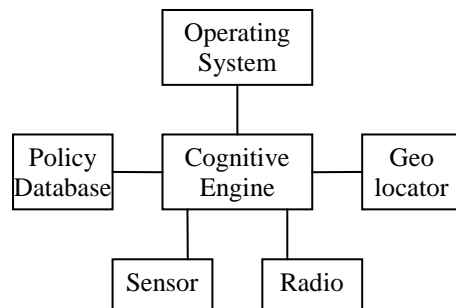 Operating
System
Policy
Database
Cognitive
Engine
Geo
locator
Sensor
Radio